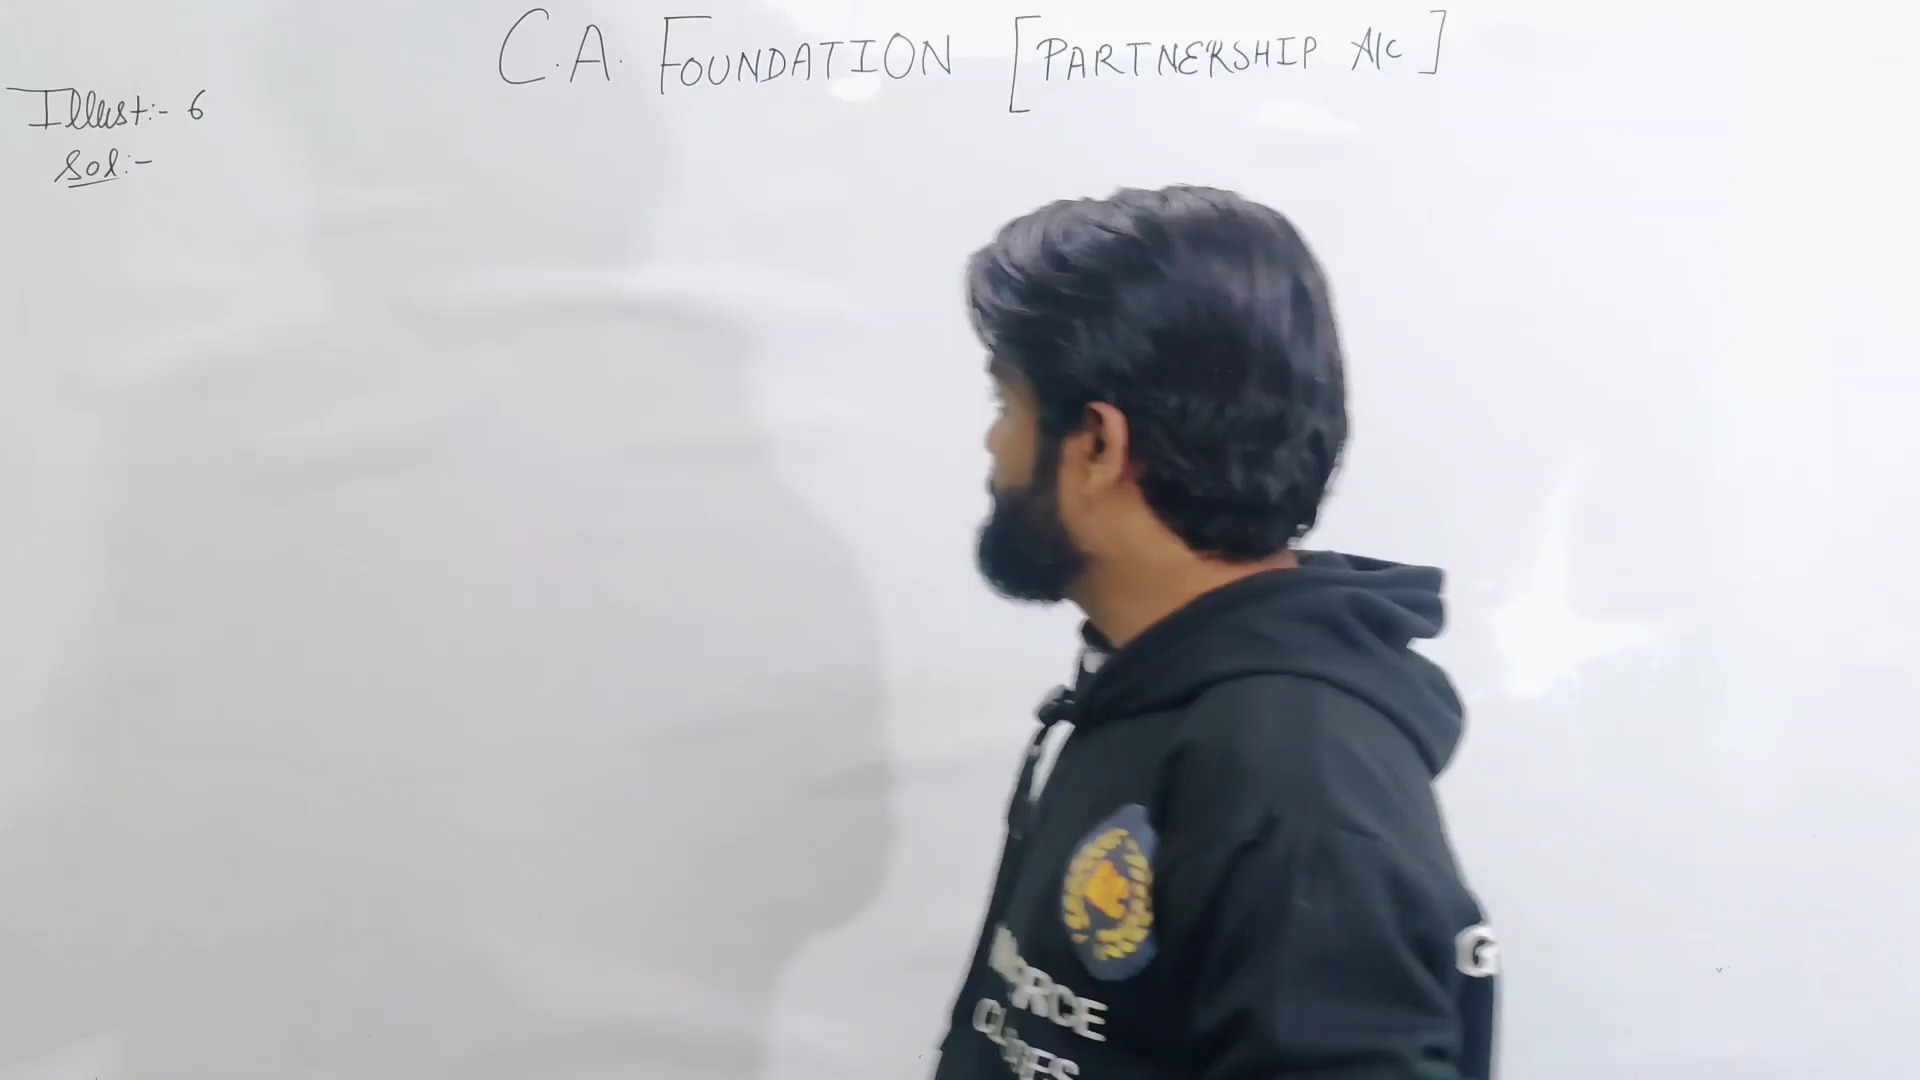 C.A. FOUNDATION [PARTNERSHIP A/c]
Illust:- 6
Sol:-
G